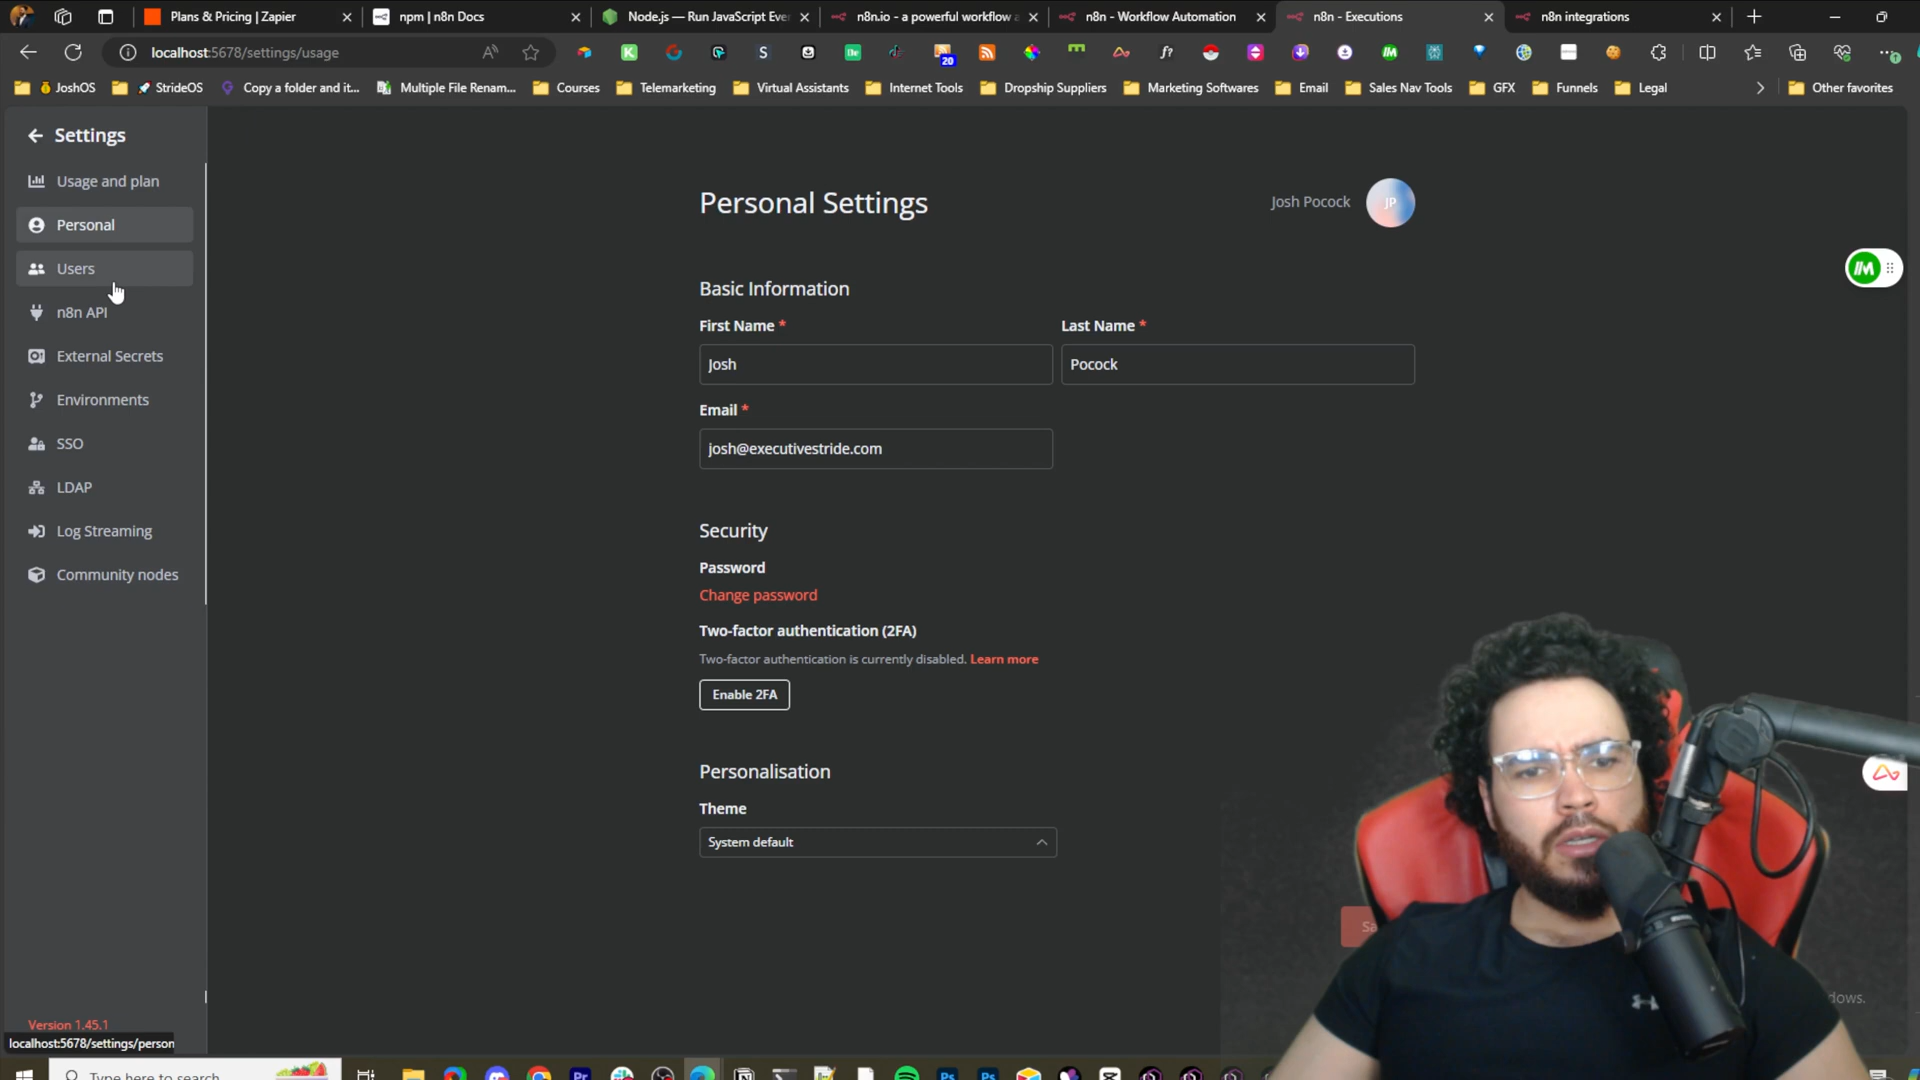 Plans & Pricing | Zapier
npm | n8n Docs
Node.js — Run JavaScript Ever
n8n.io - a powerful workflow a
n8n - Workflow Automation
n8n - Executions
n8n integrations
localhost:5678/settings/usage
20
JoshOS
StrideOS
Copy a folder and it...
Multiple File Renam...
Courses
Telemarketing
Virtual Assistants
Internet Tools
Dropship Suppliers
Marketing Softwares
Email
Sales Nav Tools
GFX
Funnels
Legal
Other favorites
Settings
Usage and plan
Personal
Users
n8n API
External Secrets
Environments
SSO
LDAP
Log Streaming
Community nodes
Version 1.45.1
localhost:5678/settings/person
Personal Settings
Josh Pocock
JP
Basic Information
First Name *
Last Name *
Josh
Pocock
Email *
josh@executivestride.com
Security
Password
Change password
Two-factor authentication (2FA)
Two-factor authentication is currently disabled. Learn more
Enable 2FA
Personalisation
Theme
System default
Sa
dows.
Type here to search